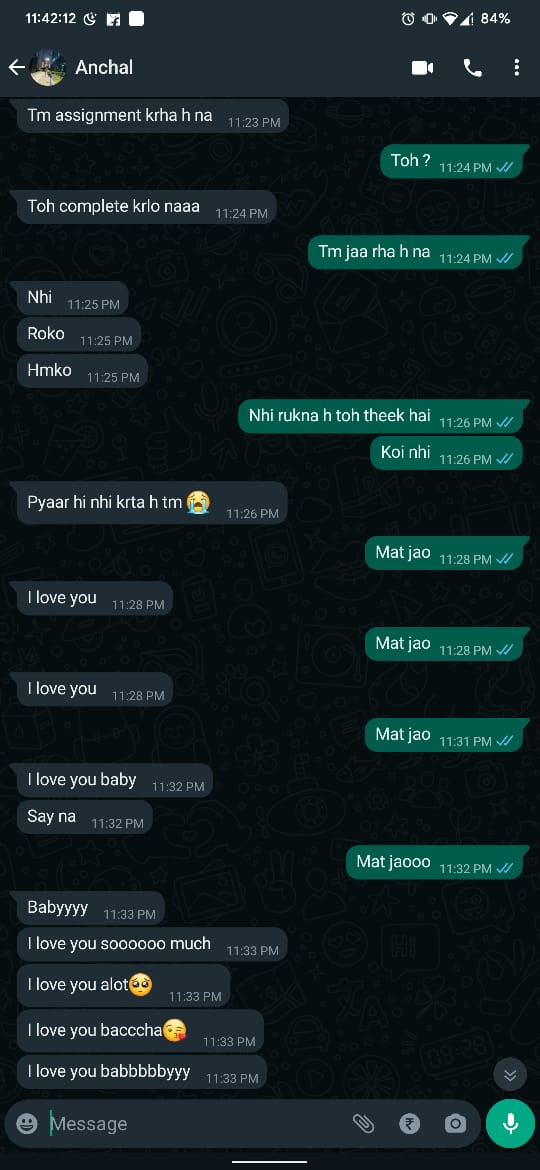 11:42:12
84%
Anchal
Tm assignment krha h na 11:23 PM
Toh ? 11:24 PM
Toh complete krlo naaa 11:24 PM
Tm jaa rha h na 11:24 PM
Nhi 11:25 PM
Roko 11:25 PM
Hmko 11:25 PM
Nhi rukna h toh theek hai 11:26 PM
Koi nhi 11:26 PM
Pyaar hi nhi krta h tm😭 11:26 PM
Mat jao 11:28 PM
I love you 11:28 PM
Mat jao 11:28 PM
I love you 11:28 PM
Mat jao 11:31 PM
I love you baby 11:32 PM
Say na 11:32 PM
Mat jaooo 11:32 PM
Babyyyy 11:33 PM
I love you soooooo much 11:33 PM
I love you alot🥺 11:33 PM
I love you bacccha😘 11:33 PM
I love you babbbbbyyy 11:33 PM
Message